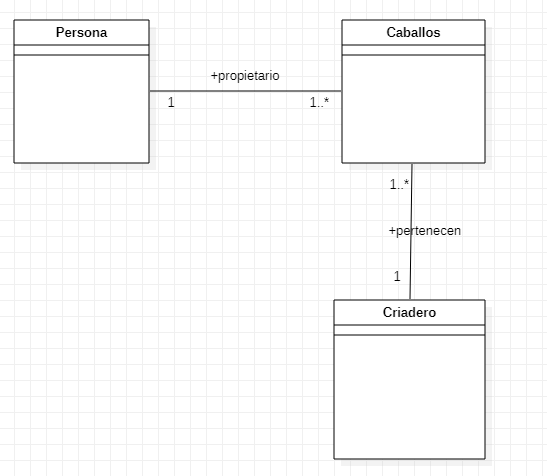 Persona
Caballos
+propietario
1
1..*
1..*
+pertenecen
1
Criadero